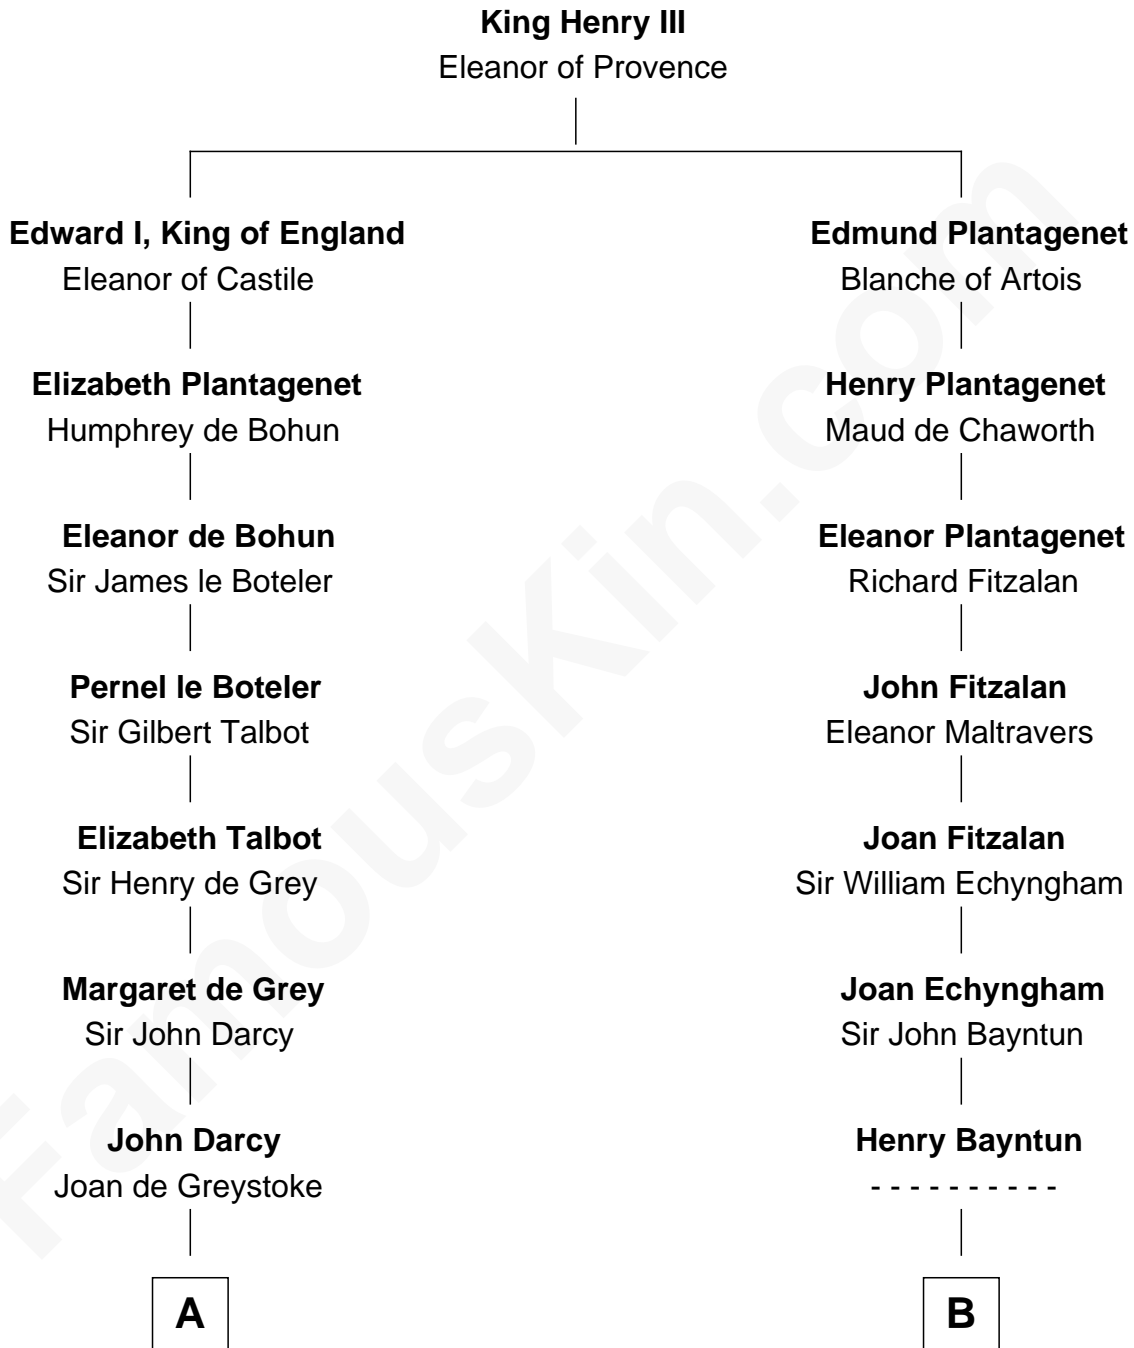 King Henry III
Eleanor of Provence
Edward I, King of England
Eleanor of Castile
Elizabeth Plantagenet
Humphrey de Bohun
Eleanor de Bohun
Sir James le Boteler
Pernel le Boteler
Sir Gilbert Talbot
Elizabeth Talbot
Sir Henry de Grey
Margaret de Grey
Sir John Darcy
John Darcy
Joan de Greystoke
A
Edmund Plantagenet
Blanche of Artois
Henry Plantagenet
Maud de Chaworth
Eleanor Plantagenet
Richard Fitzalan
John Fitzalan
Eleanor Maltravers
Joan Fitzalan
Sir William Echyngham
Joan Echyngham
Sir John Bayntun
Henry Bayntun
- - - - - - - - - -
B
FamousKin.com